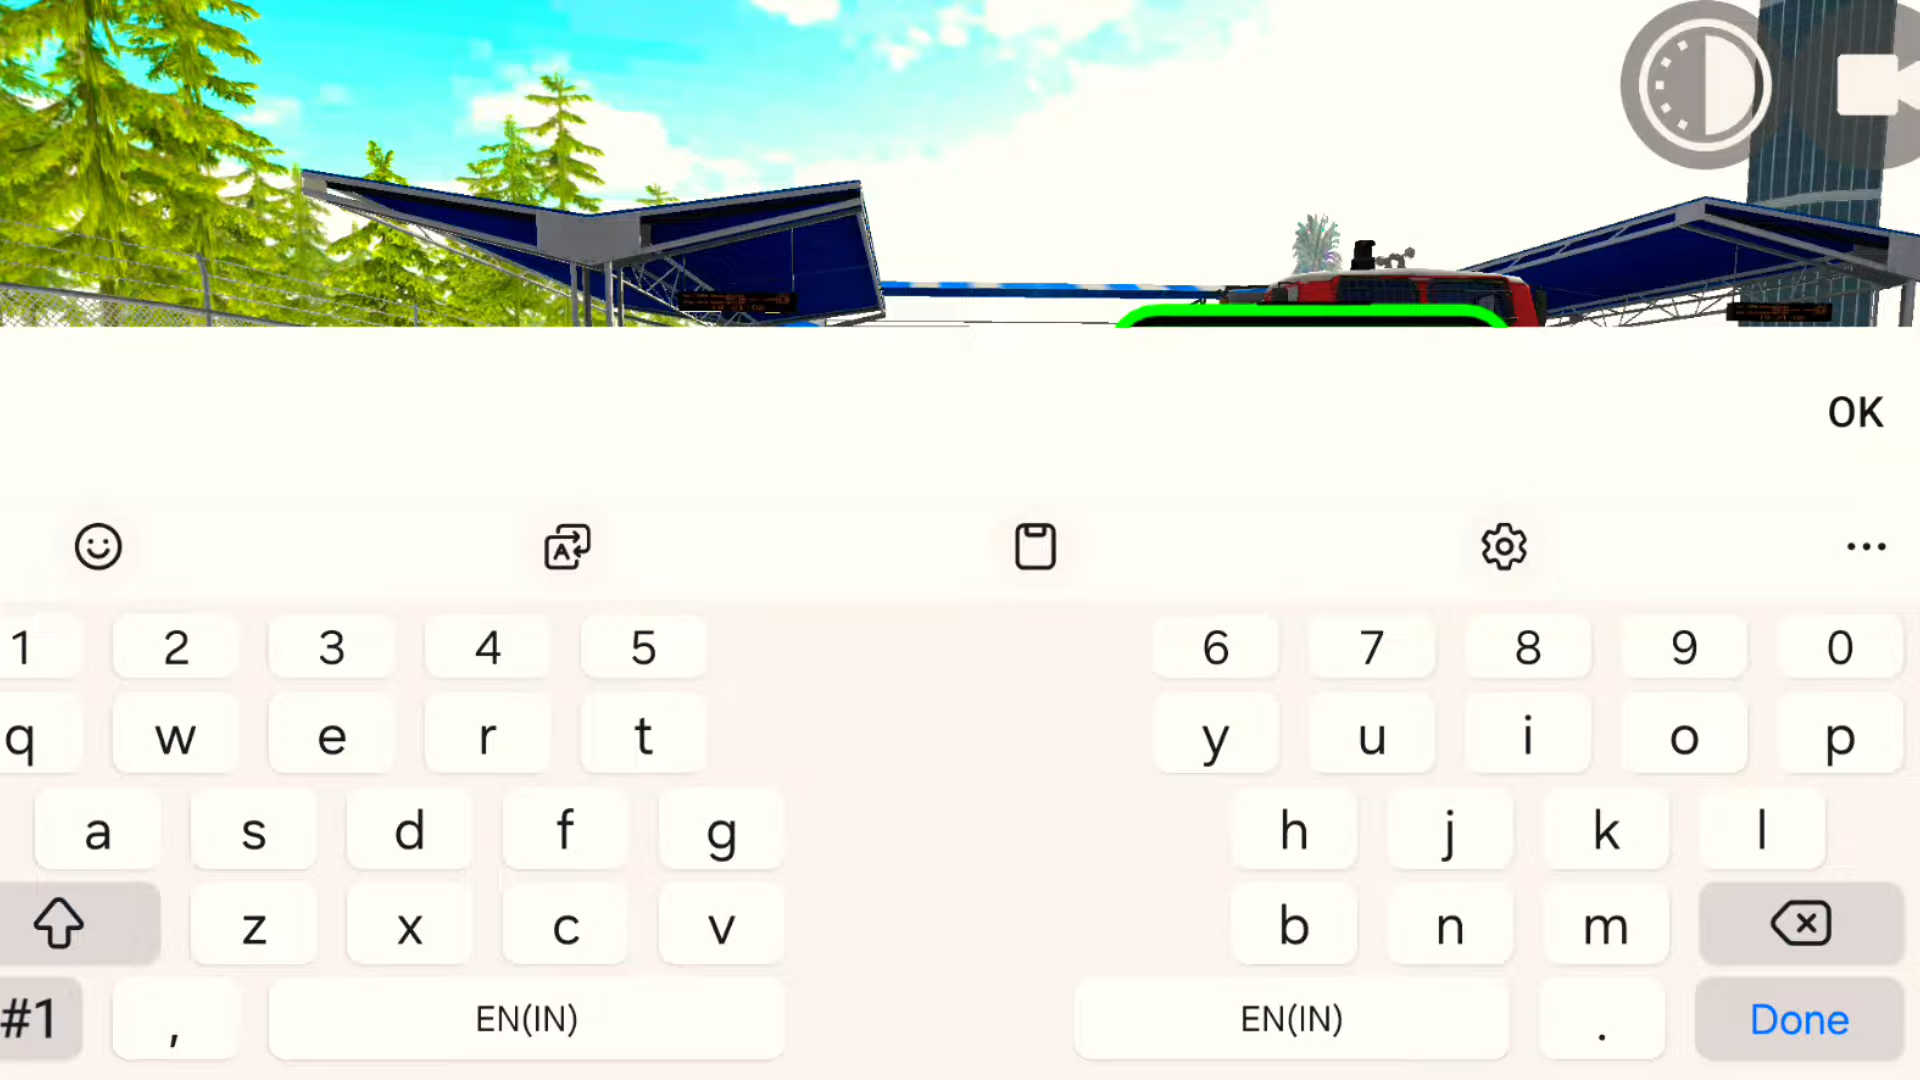 OK
1 2 3 4 5 6 7 8 9 0
q w e r t y u i o p
a s d f g h j k l
z x c v b n m
#1 , EN(IN) EN(IN) . Done